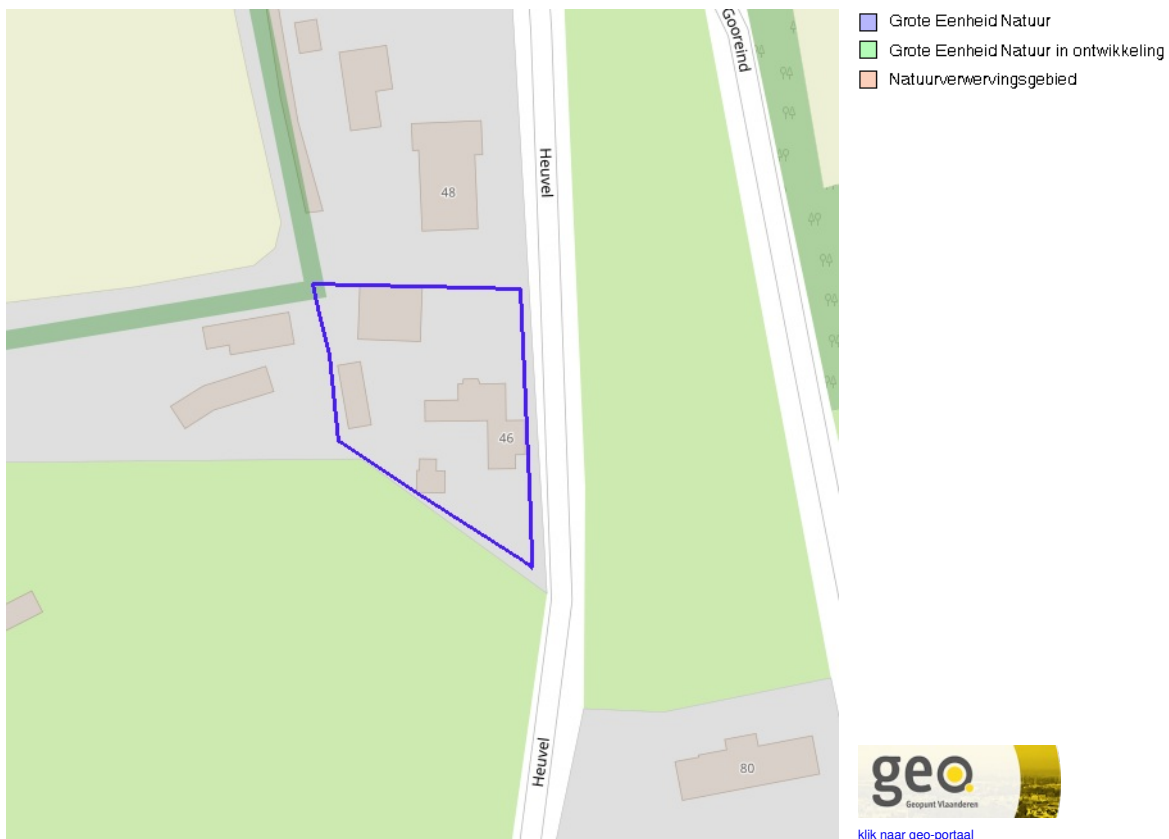 Gooreind
Heuvel
48
46
Heuvel
80
Grote Eenheid Natuur
Grote Eenheid Natuur in ontwikkeling
Natuurverwervingsgebied
geo.
Geopunt Vlaanderen
klik naar geo-portaal